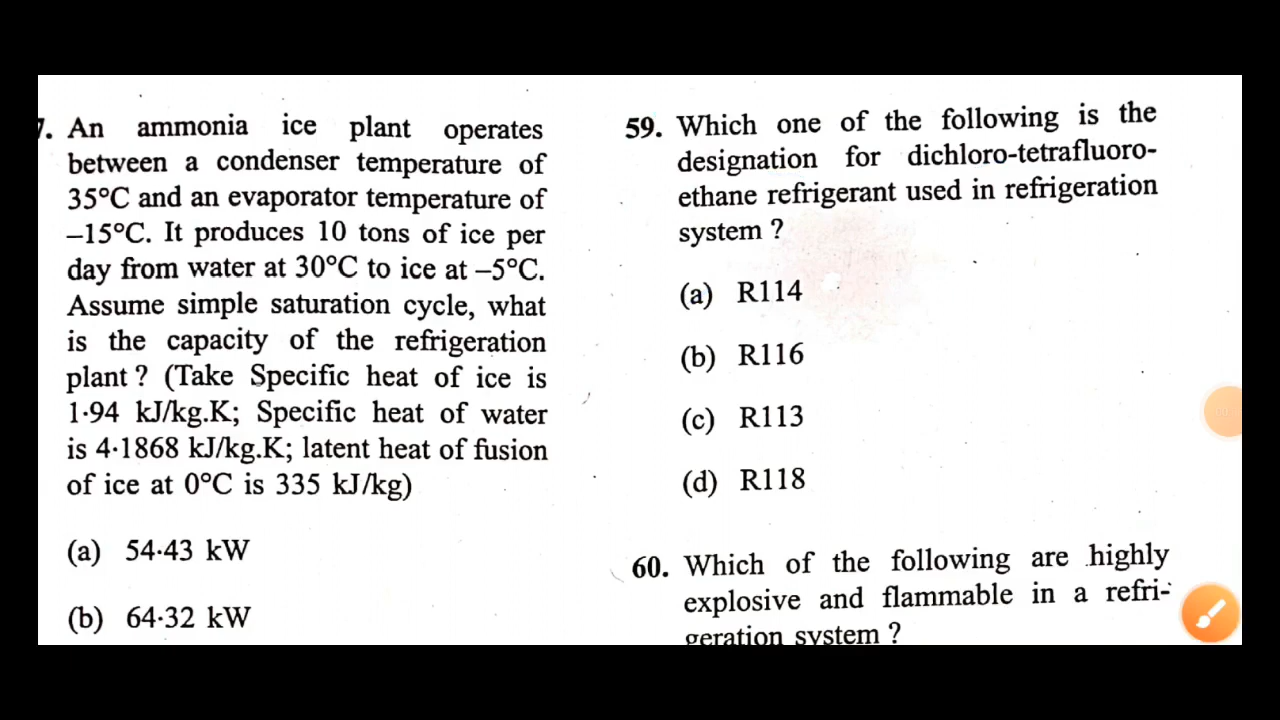 7. An ammonia ice plant operates
between a condenser temperature of
35°C and an evaporator temperature of
–15°C. It produces 10 tons of ice per
day from water at 30°C to ice at –5°C.
Assume simple saturation cycle, what
is the capacity of the refrigeration
plant ? (Take Specific heat of ice is
1·94 kJ/kg.K; Specific heat of water
is 4·1868 kJ/kg.K; latent heat of fusion
of ice at 0°C is 335 kJ/kg)
(a) 54·43 kW
(b) 64·32 kW
59. Which one of the following is the
designation for dichloro-tetrafluoro-
ethane refrigerant used in refrigeration
system ?
(a) R114
(b) R116
(c) R113
(d) R118
60. Which of the following are highly
explosive and flammable in a refri-
geration system ?